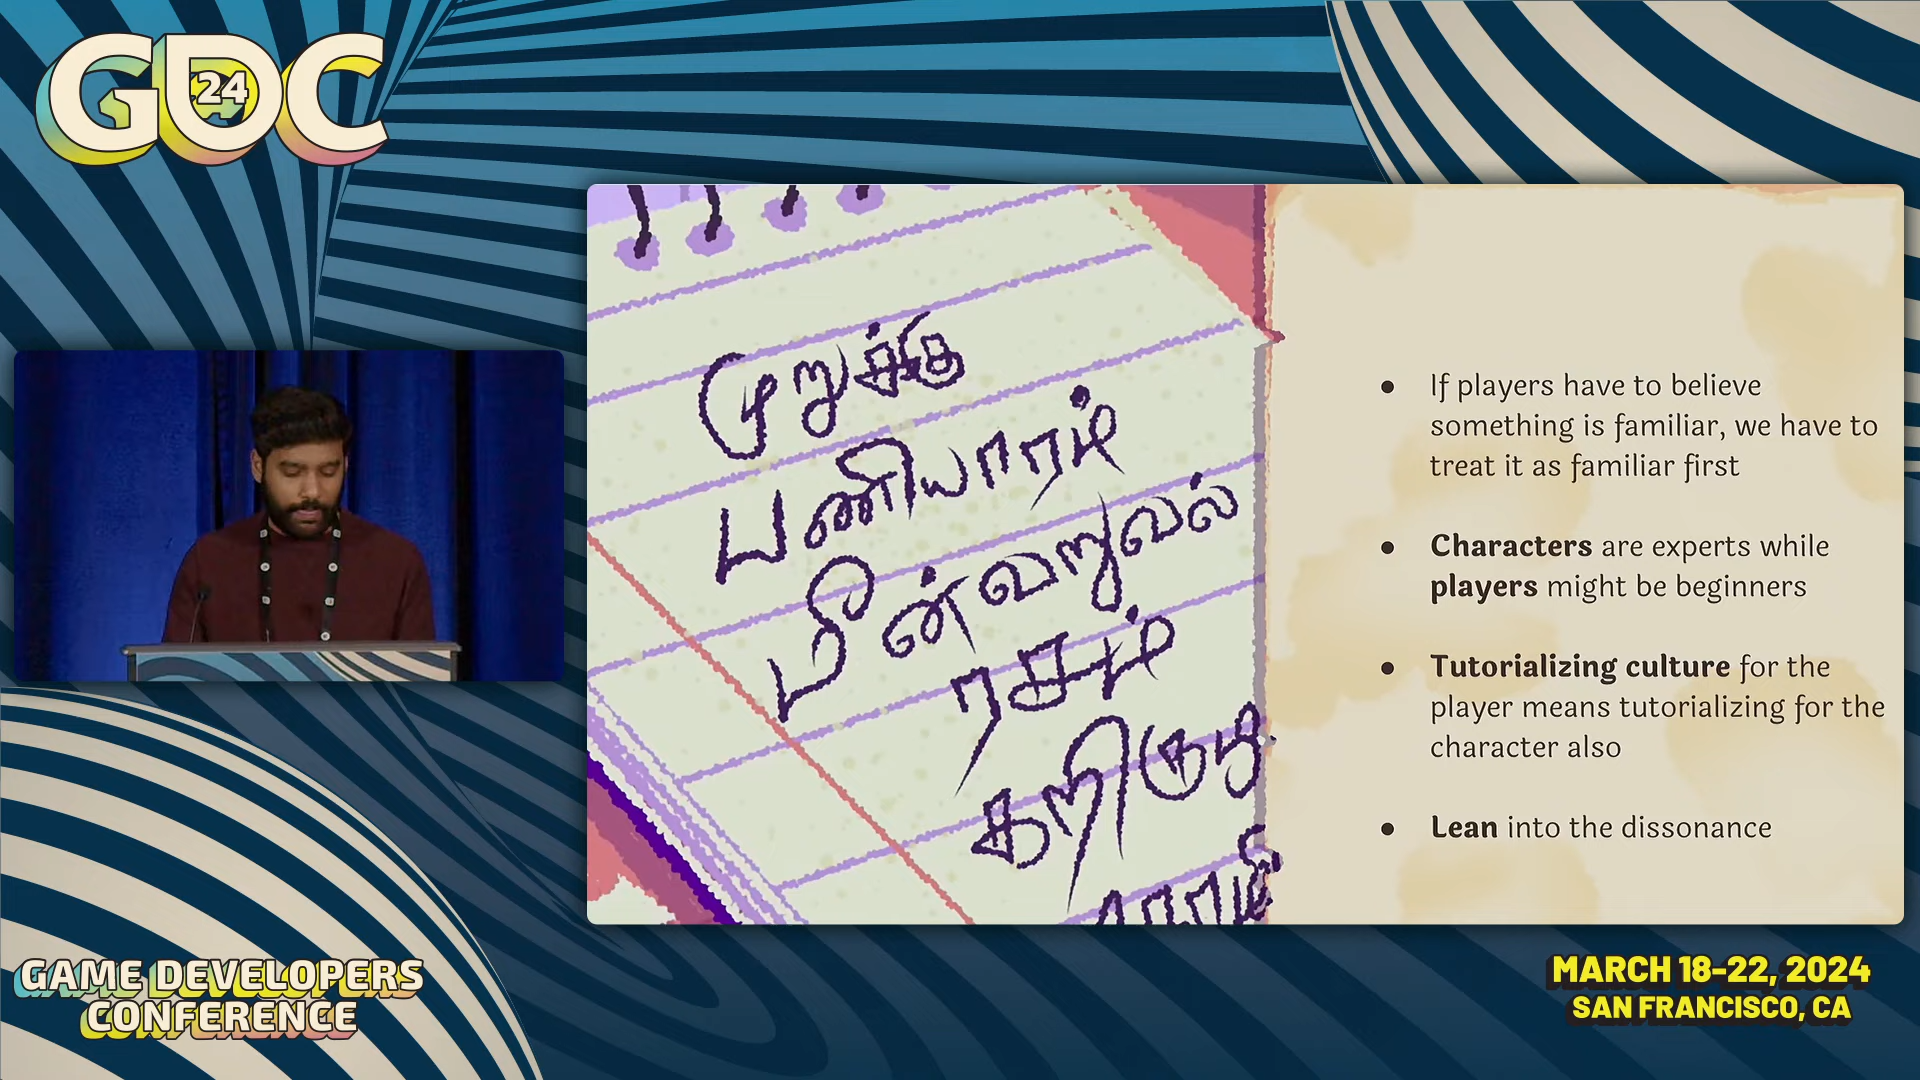 GDC
24
முறுக்கு
பணியாரம்
மீன் வறுவல்
ரசம்
கறி
If players have to believe
something is familiar, we have to
treat it as familiar first
Characters are experts while
players might be beginners
Tutorializing culture for the
player means tutorializing for the
character also
Lean into the dissonance
GAME DEVELOPERS
CONFERENCE
MARCH 18-22, 2024
SAN FRANCISCO, CA